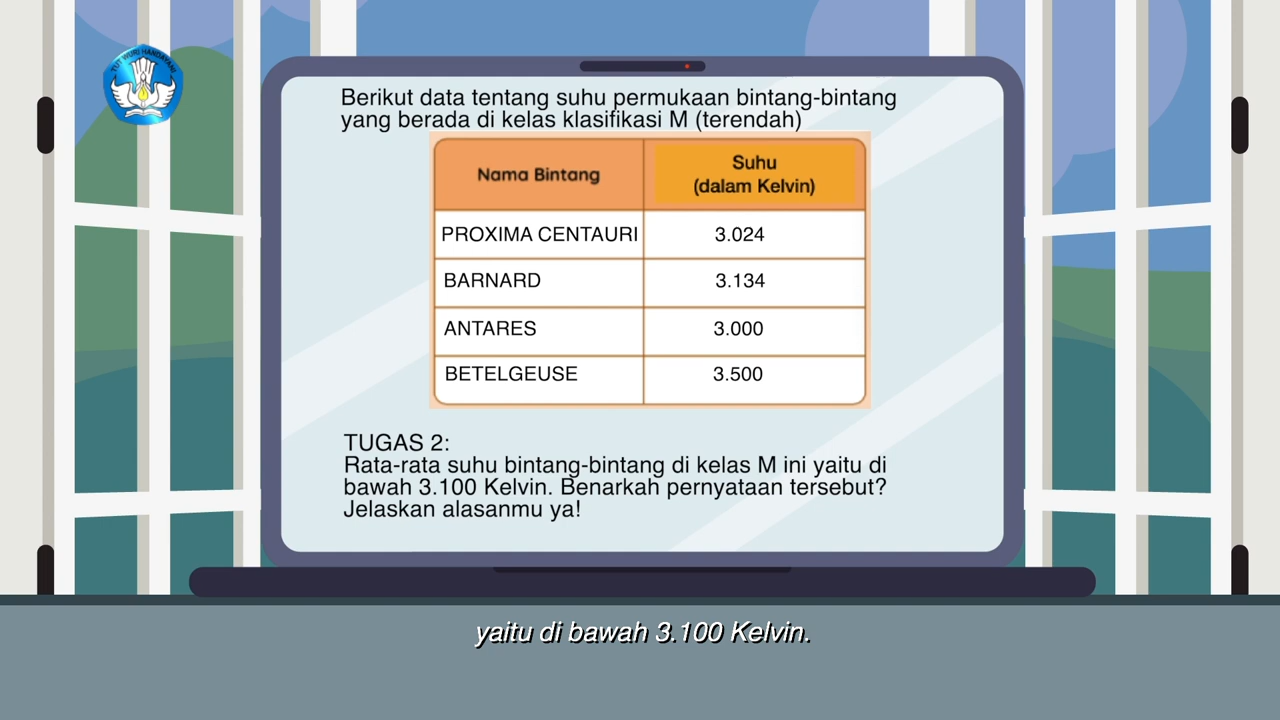 TUT WURI HANDAYANI
Berikut data tentang suhu permukaan bintang-bintang
yang berada di kelas klasifikasi M (terendah)
Nama Bintang
Suhu
(dalam Kelvin)
PROXIMA CENTAURI 3.024
BARNARD 3.134
ANTARES 3.000
BETELGEUSE 3.500
TUGAS 2:
Rata-rata suhu bintang-bintang di kelas M ini yaitu di
bawah 3.100 Kelvin. Benarkah pernyataan tersebut?
Jelaskan alasanmu ya!
yaitu di bawah 3.100 Kelvin.